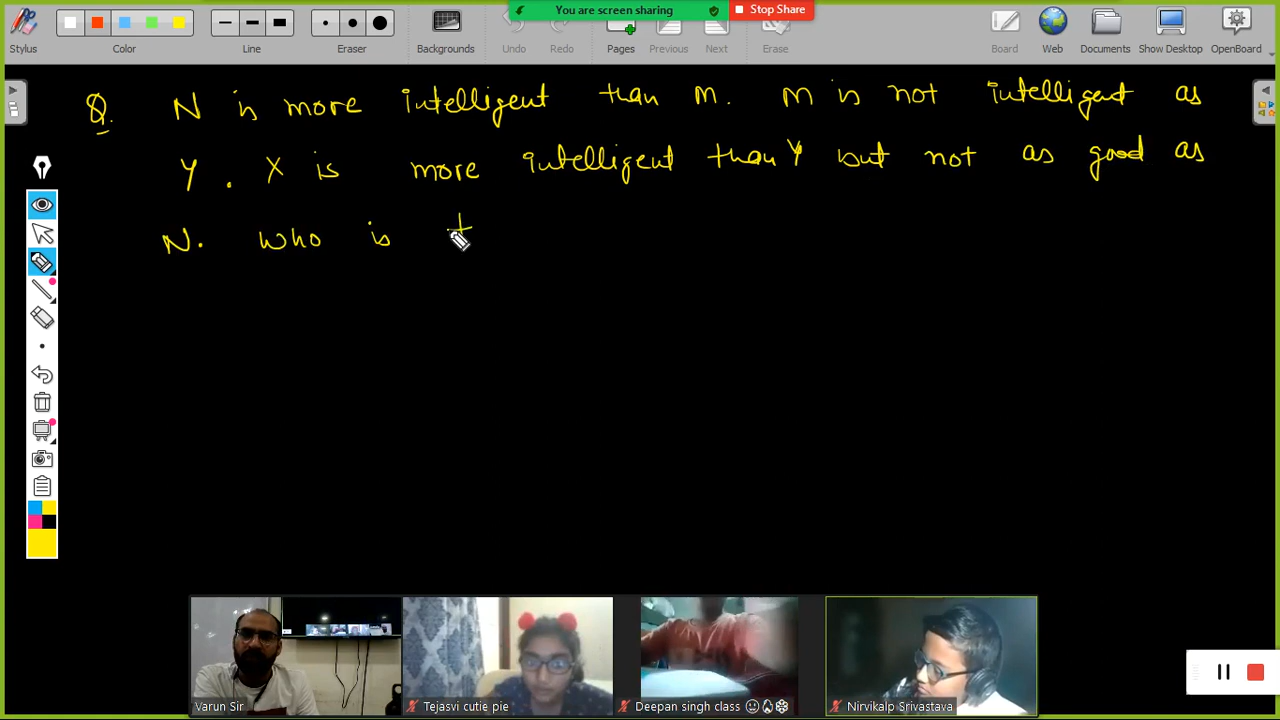 You are screen sharing
Stop Share
Stylus
Color
Line
Eraser
Backgrounds
Undo
Redo
Pages
Previous
Next
Erase
Board
Web
Documents
Show Desktop
OpenBoard
Q. N is more intelligent than M. M is not intelligent as
Y. X is more intelligent than Y but not as good as
N. Who is t
Varun Sir
Tejasvi cutie pie
Deepan singh class
Nirvikalp Srivastava